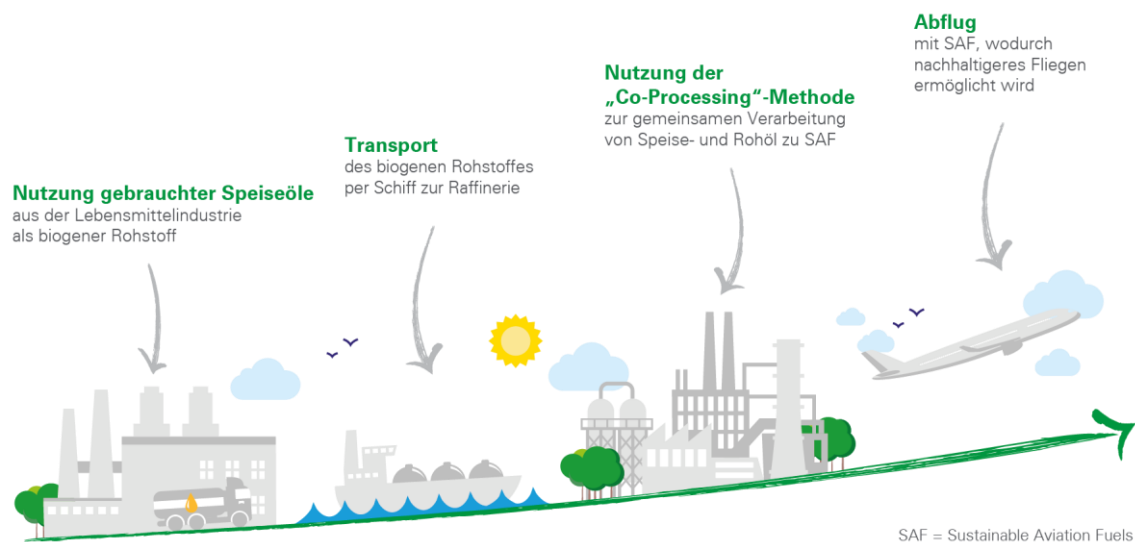 Nutzung gebrauchter Speiseöle
aus der Lebensmittelindustrie
als biogener Rohstoff
Transport
des biogenen Rohstoffes
per Schiff zur Raffinerie
Nutzung der
„Co-Processing“-Methode
zur gemeinsamen Verarbeitung
von Speise- und Rohöl zu SAF
Abflug
mit SAF, wodurch
nachhaltigeres Fliegen
ermöglicht wird
SAF = Sustainable Aviation Fuels